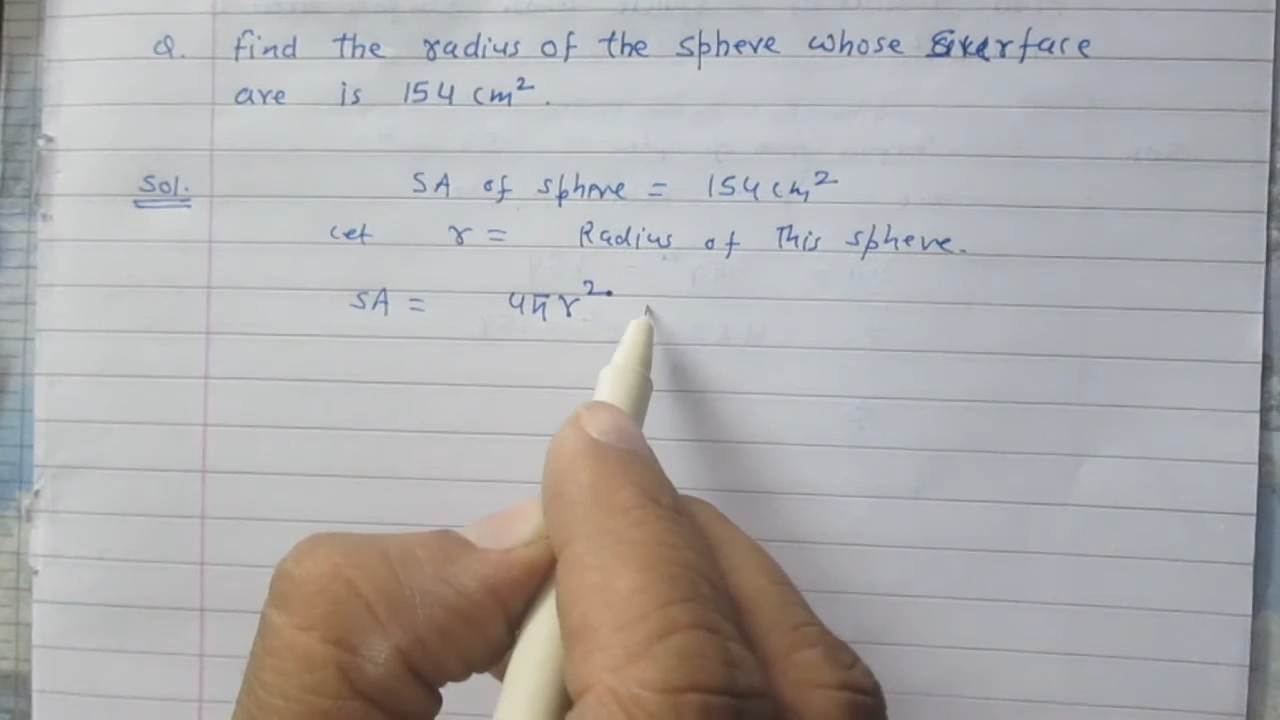 Q. find the radius of the sphere whose surface
are is 154 cm².
Sol. SA of sphere = 154 cm²
Let r = Radius of This sphere.
SA = 4πr²